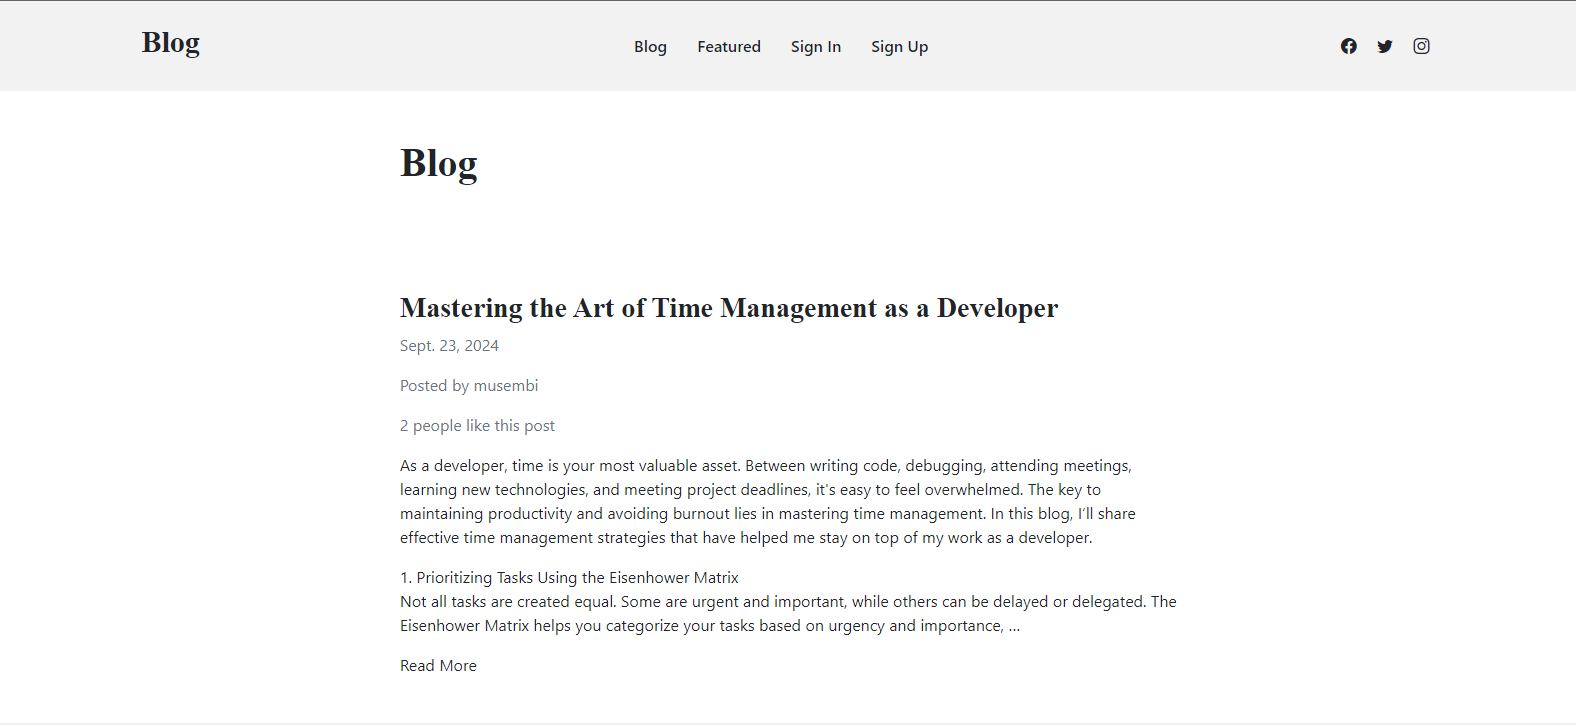 Blog
Blog Featured Sign In Sign Up
Blog
Mastering the Art of Time Management as a Developer
Sept. 23, 2024
Posted by musembi
2 people like this post
As a developer, time is your most valuable asset. Between writing code, debugging, attending meetings,
learning new technologies, and meeting project deadlines, it's easy to feel overwhelmed. The key to
maintaining productivity and avoiding burnout lies in mastering time management. In this blog, I’ll share
effective time management strategies that have helped me stay on top of my work as a developer.
1. Prioritizing Tasks Using the Eisenhower Matrix
Not all tasks are created equal. Some are urgent and important, while others can be delayed or delegated. The
Eisenhower Matrix helps you categorize your tasks based on urgency and importance, …
Read More